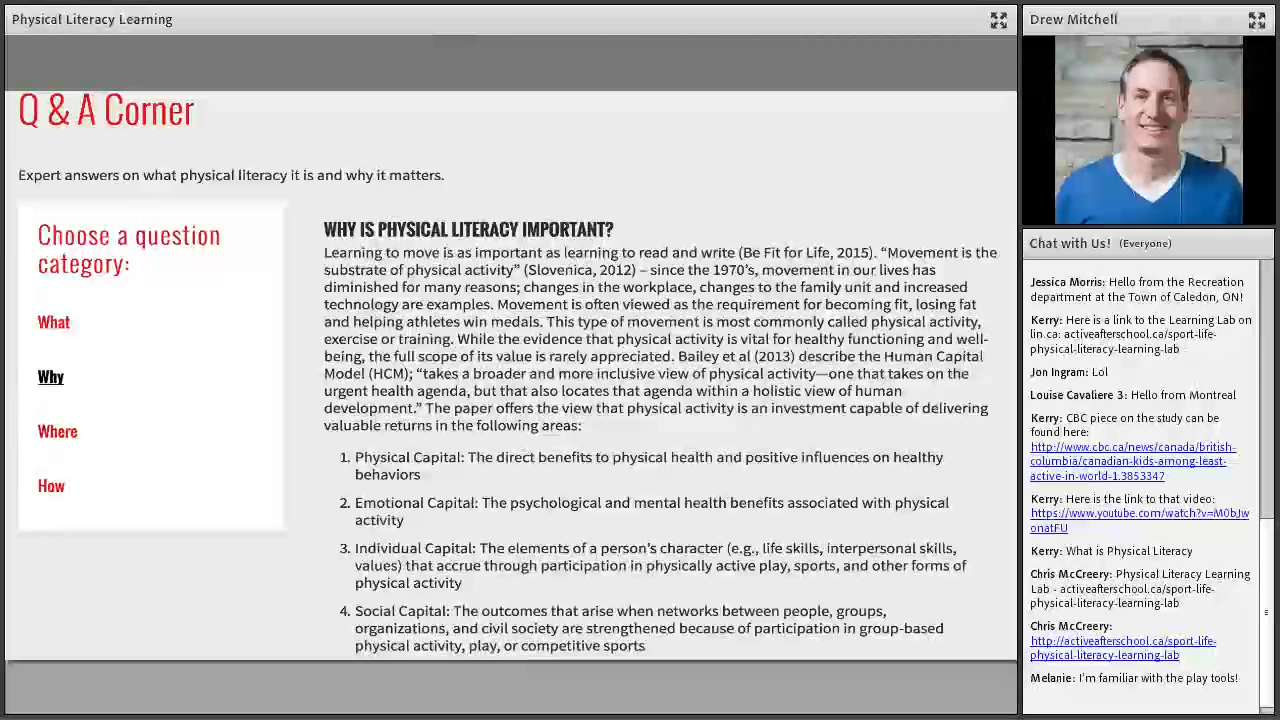 Physical Literacy Learning
Q & A Corner
Expert answers on what physical literacy it is and why it matters.
Choose a question
category:
What
Why
Where
How
WHY IS PHYSICAL LITERACY IMPORTANT?
Learning to move is as important as learning to read and write (Be Fit for Life, 2015). “Movement is the
substrate of physical activity” (Slovenica, 2012) – since the 1970’s, movement in our lives has
diminished for many reasons; changes in the workplace, changes to the family unit and increased
technology are examples. Movement is often viewed as the requirement for becoming fit, losing fat
and helping athletes win medals. This type of movement is most commonly called physical activity,
exercise or training. While the evidence that physical activity is vital for healthy functioning and well-
being, the full scope of its value is rarely appreciated. Bailey et al (2013) describe the Human Capital
Model (HCM); “takes a broader and more inclusive view of physical activity—one that takes on the
urgent health agenda, but that also locates that agenda within a holistic view of human
development.” The paper offers the view that physical activity is an investment capable of delivering
valuable returns in the following areas:
1. Physical Capital: The direct benefits to physical health and positive influences on healthy
behaviors
2. Emotional Capital: The psychological and mental health benefits associated with physical
activity
3. Individual Capital: The elements of a person’s character (e.g., life skills, interpersonal skills,
values) that accrue through participation in physically active play, sports, and other forms of
physical activity
4. Social Capital: The outcomes that arise when networks between people, groups,
organizations, and civil society are strengthened because of participation in group-based
physical activity, play, or competitive sports
Drew Mitchell
Chat with Us! (Everyone)
Jessica Morris: Hello from the Recreation
department at the Town of Caledon, ON!
Kerry: Here is a link to the Learning Lab on
lin.ca: activeafterschool.ca/sport-life-
physical-literacy-learning-lab
Jon Ingram: Lol
Louise Cavaliere 3: Hello from Montreal
Kerry: CBC piece on the study can be
found here:
http://www.cbc.ca/news/canada/british-
columbia/canadian-kids-among-least-
active-in-world-1.3853347
Kerry: Here is the link to that video:
https://www.youtube.com/watch?v=M0bJw
onatFU
Kerry: What is Physical Literacy
Chris McCreery: Physical Literacy Learning
Lab - activeafterschool.ca/sport-life-
physical-literacy-learning-lab
Chris McCreery:
http://activeafterschool.ca/sport-life-
physical-literacy-learning-lab
Melanie: I'm familiar with the play tools!